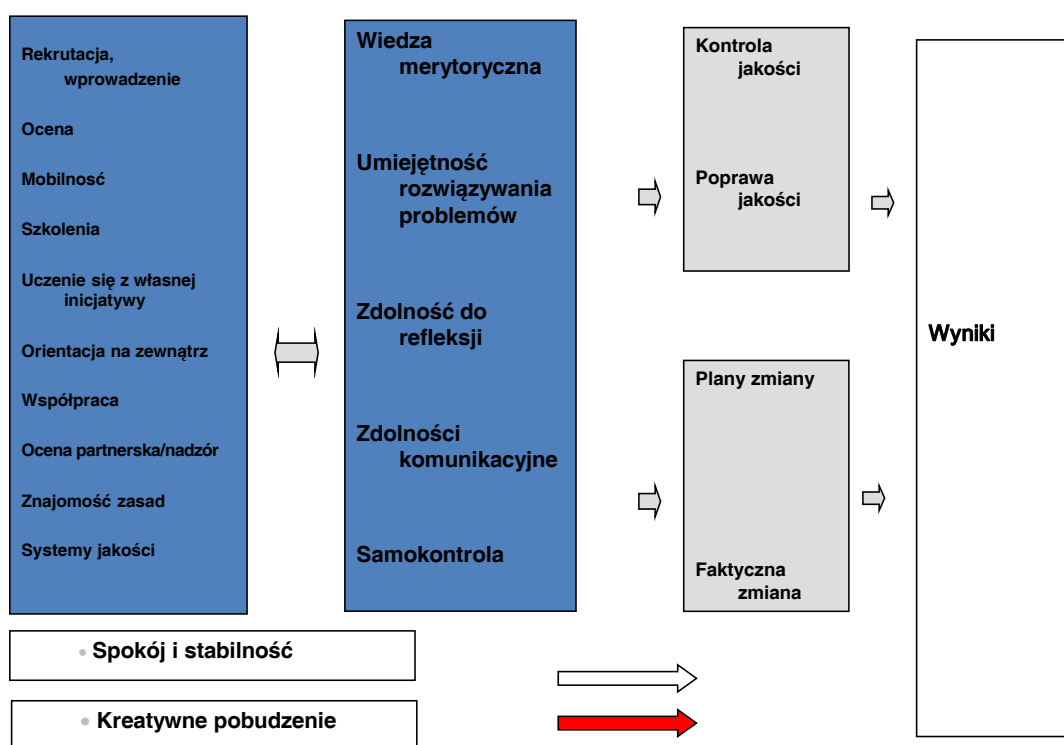 Rekrutacja,
wprowadzenie
Ocena
Mobilnosć
Szkolenia
Uczenie się z własnej
inicjatywy
Orientacja na zewnątrz
Współpraca
Ocena partnerska/nadzór
Znajomość zasad
Systemy jakości
Wiedza
merytoryczna
Umiejętność
rozwiązywania
problemów
Zdolność do
refleksji
Zdolności
komunikacyjne
Samokontrola
Kontrola
jakości
Poprawa
jakości
Plany zmiany
Faktyczna
zmiana
Wyniki
• Spokój i stabilność
• Kreatywne pobudzenie